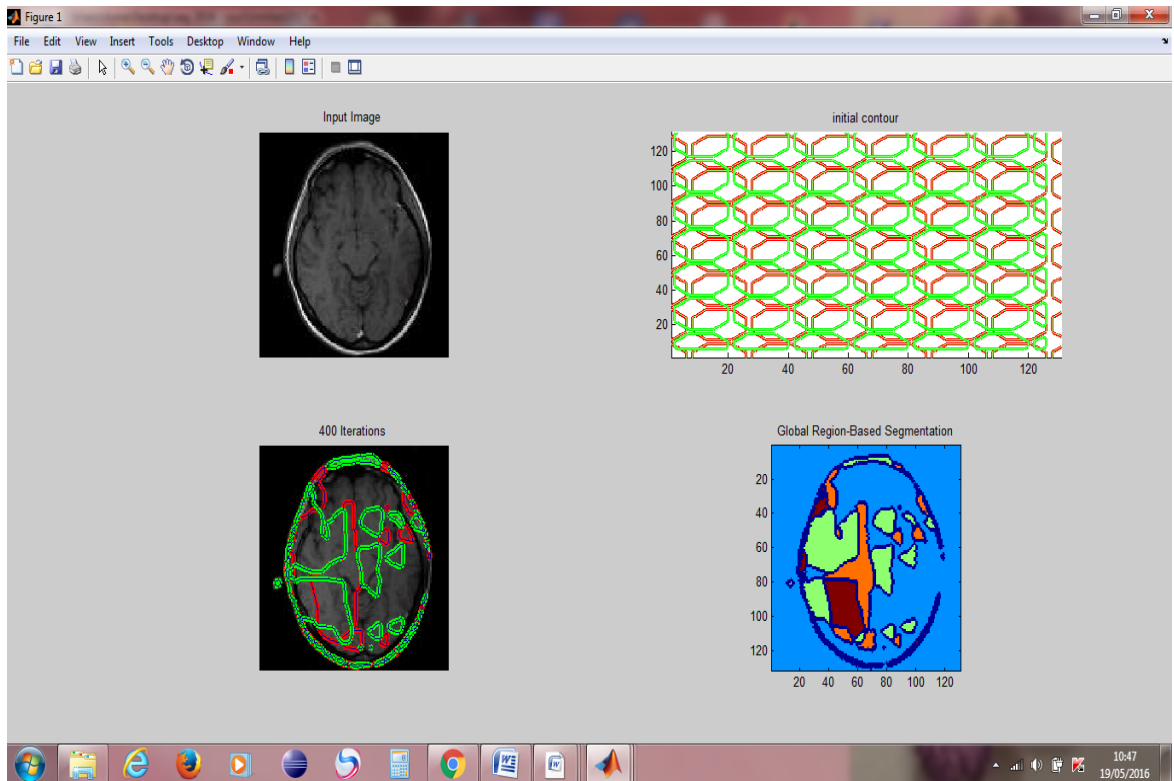 Figure 1
File Edit View Insert Tools Desktop Window Help
Input Image
initial contour
120
100
80
60
40
20
20 40 60 80 100 120
400 Iterations
Global Region-Based Segmentation
20
40
60
80
100
120
20 40 60 80 100 120
10:47
19/05/2016